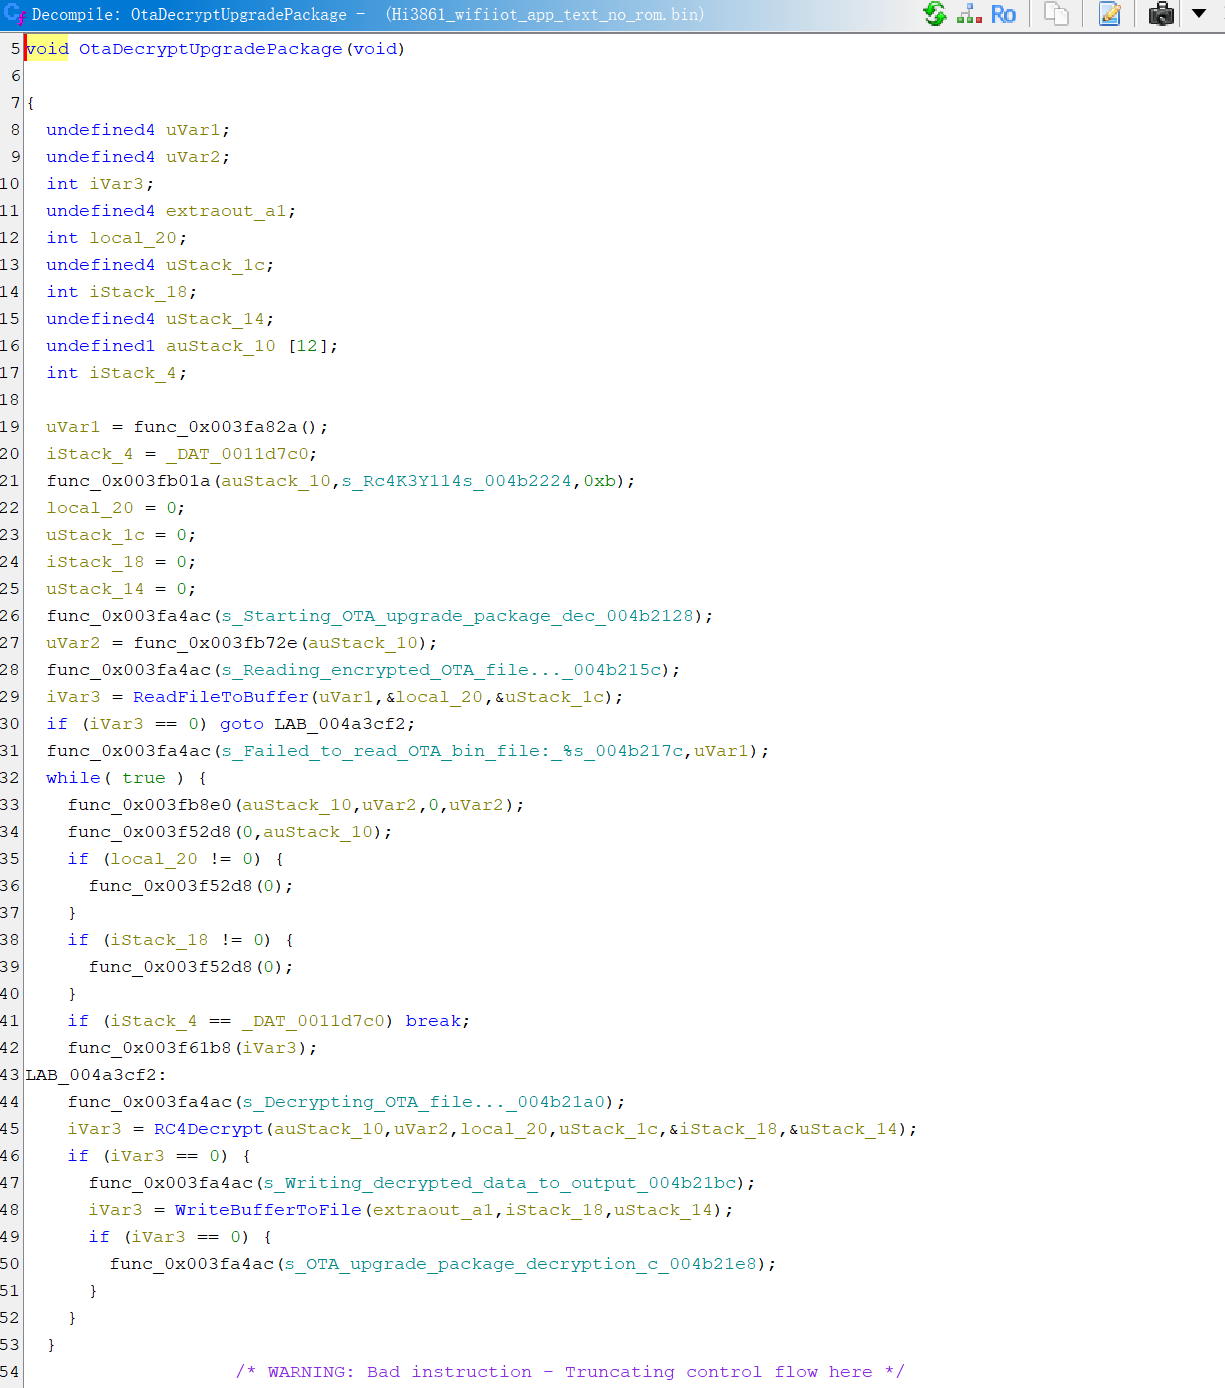 Decompile: OtaDecryptUpgradePackage - (Hi3861_wifiiot_app_text_no_rom.bin)
Ro
5 void OtaDecryptUpgradePackage(void)
6
7 {
8 undefined4 uVar1;
9 undefined4 uVar2;
10 int iVar3;
11 undefined4 extraout_a1;
12 int local_20;
13 undefined4 uStack_1c;
14 int iStack_18;
15 undefined4 uStack_14;
16 undefined1 auStack_10 [12];
17 int iStack_4;
18
19 uVar1 = func_0x003fa82a();
20 iStack_4 = _DAT_0011d7c0;
21 func_0x003fb01a(auStack_10,s_Rc4K3Y114s_004b2224,0xb);
22 local_20 = 0;
23 uStack_1c = 0;
24 iStack_18 = 0;
25 uStack_14 = 0;
26 func_0x003fa4ac(s_Starting_OTA_upgrade_package_dec_004b2128);
27 uVar2 = func_0x003fb72e(auStack_10);
28 func_0x003fa4ac(s_Reading_encrypted_OTA_file..._004b215c);
29 iVar3 = ReadFileToBuffer(uVar1,&local_20,&uStack_1c);
30 if (iVar3 == 0) goto LAB_004a3cf2;
31 func_0x003fa4ac(s_Failed_to_read_OTA_bin_file:_%s_004b217c,uVar1);
32 while( true ) {
33 func_0x003fb8e0(auStack_10,uVar2,0,uVar2);
34 func_0x003f52d8(0,auStack_10);
35 if (local_20 != 0) {
36 func_0x003f52d8(0);
37 }
38 if (iStack_18 != 0) {
39 func_0x003f52d8(0);
40 }
41 if (iStack_4 == _DAT_0011d7c0) break;
42 func_0x003f61b8(iVar3);
43 LAB_004a3cf2:
44 func_0x003fa4ac(s_Decrypting_OTA_file..._004b21a0);
45 iVar3 = RC4Decrypt(auStack_10,uVar2,local_20,uStack_1c,&iStack_18,&uStack_14);
46 if (iVar3 == 0) {
47 func_0x003fa4ac(s_Writing_decrypted_data_to_output_004b21bc);
48 iVar3 = WriteBufferToFile(extraout_a1,iStack_18,uStack_14);
49 if (iVar3 == 0) {
50 func_0x003fa4ac(s_OTA_upgrade_package_decryption_c_004b21e8);
51 }
52 }
53 }
54 /* WARNING: Bad instruction - Truncating control flow here */